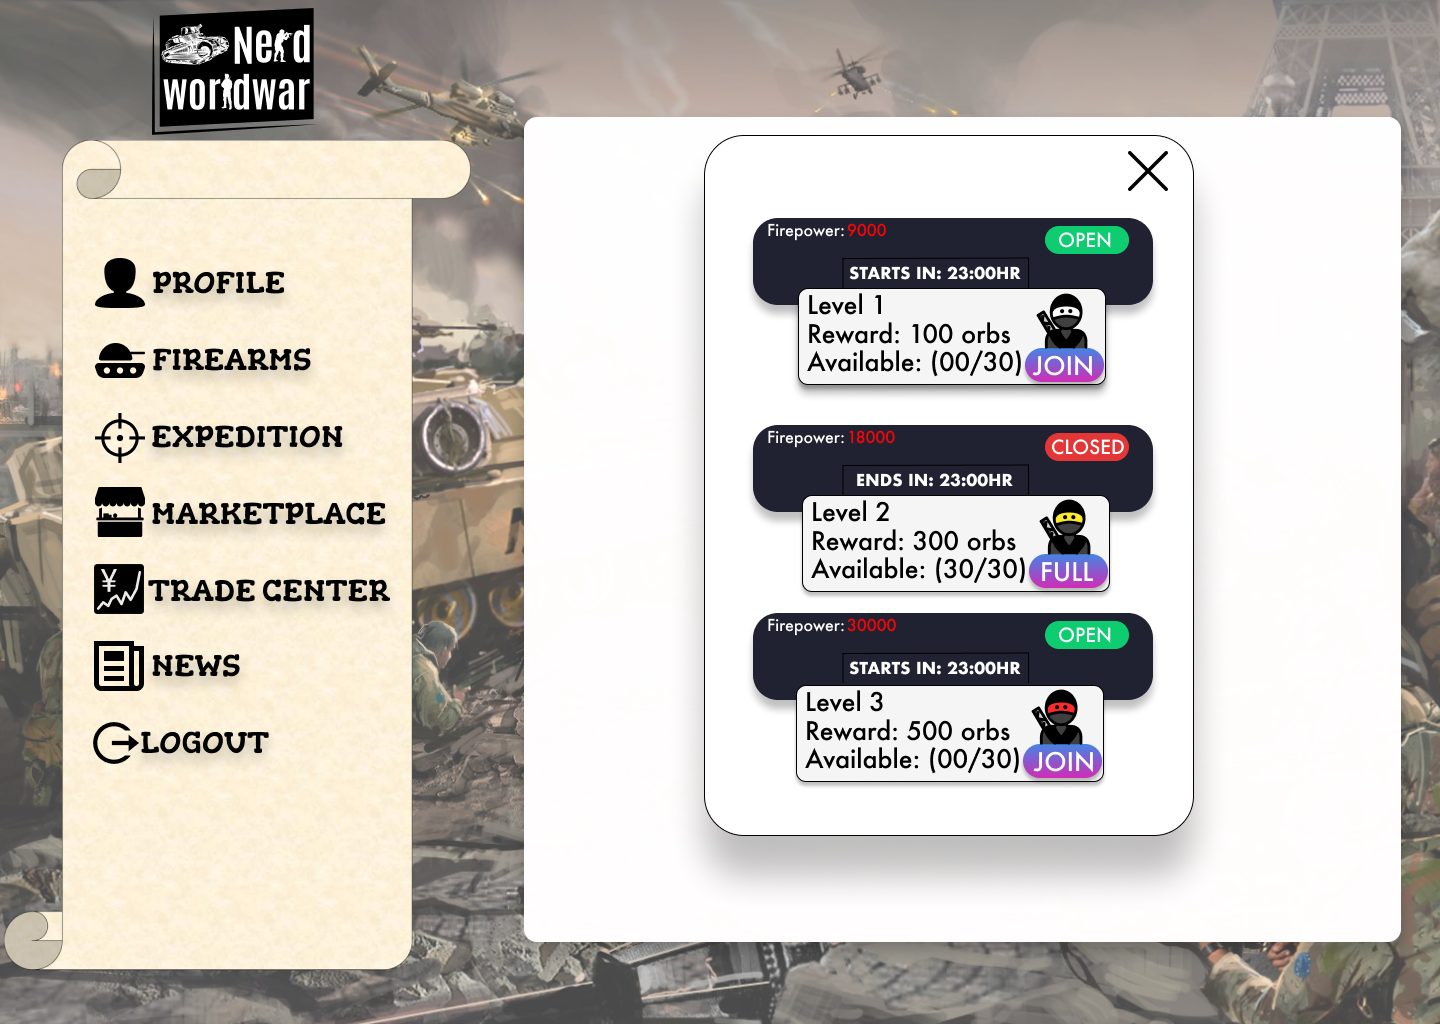 Nerd
worldwar
PROFILE
FIREARMS
EXPEDITION
MARKETPLACE
¥
TRADE CENTER
NEWS
LOGOUT
Firepower: 9000
OPEN
STARTS IN: 23:00HR
Level 1
Reward: 100 orbs
Available: (00/30)
JOIN
Firepower: 18000
CLOSED
ENDS IN: 23:00HR
Level 2
Reward: 300 orbs
Available: (30/30)
FULL
Firepower: 30000
OPEN
STARTS IN: 23:00HR
Level 3
Reward: 500 orbs
Available: (00/30)
JOIN